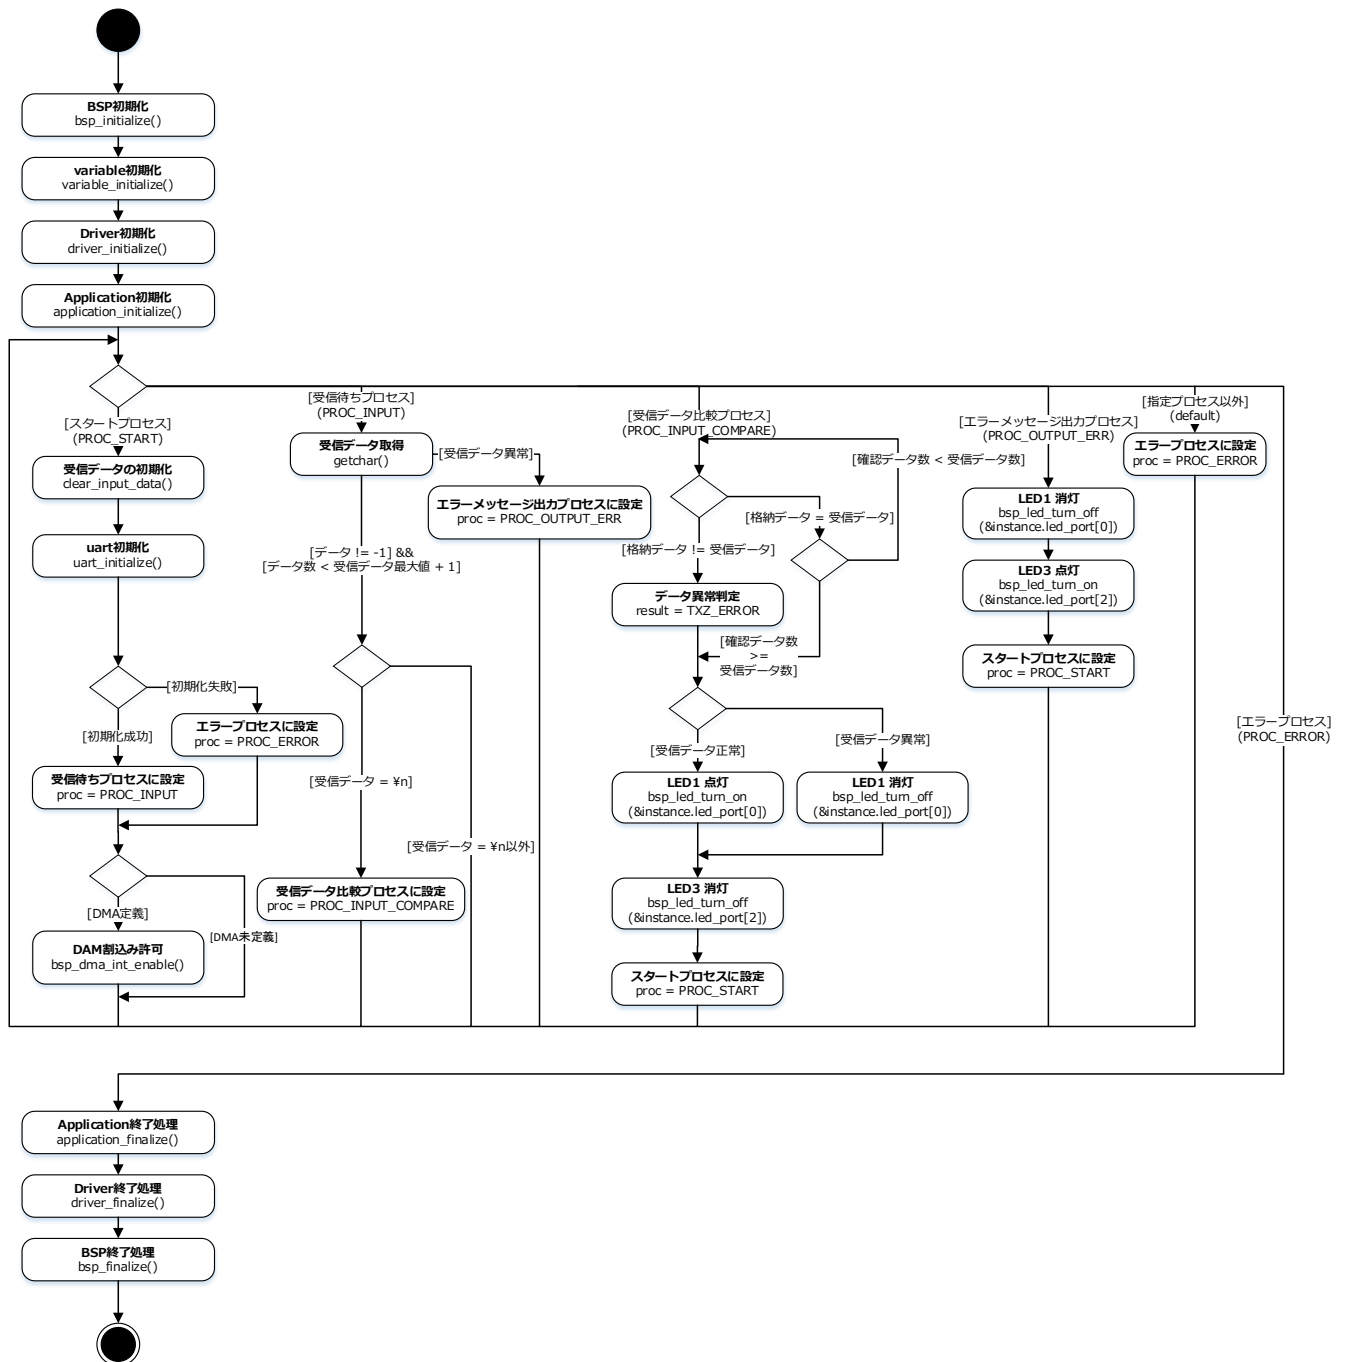 BSP初期化
bsp_initialize()
variable初期化
variable_initialize()
Driver初期化
driver_initialize()
Application初期化
application_initialize()
[スタートプロセス]
(PROC_START)
受信データの初期化
clear_input_data()
uart初期化
uart_initialize()
[初期化失敗]
エラープロセスに設定
proc = PROC_ERROR
[初期化成功]
受信待ちプロセスに設定
proc = PROC_INPUT
[DMA定義]
[DMA未定義]
DAM割込み許可
bsp_dma_int_enable()
[受信待ちプロセス]
(PROC_INPUT)
受信データ取得
getchar()
[受信データ異常]
エラーメッセージ出力プロセスに設定
proc = PROC_OUTPUT_ERR
[データ != -1] &&
[データ数 < 受信データ最大値 + 1]
[受信データ = ¥n]
[受信データ = ¥n以外]
受信データ比較プロセスに設定
proc = PROC_INPUT_COMPARE
[受信データ比較プロセス]
(PROC_INPUT_COMPARE)
[確認データ数 < 受信データ数]
[格納データ = 受信データ]
[格納データ != 受信データ]
データ異常判定
result = TXZ_ERROR
[確認データ数
>=
受信データ数]
[受信データ正常]
[受信データ異常]
LED1 点灯
bsp_led_turn_on
(&instance.led_port[0])
LED1 消灯
bsp_led_turn_off
(&instance.led_port[0])
LED3 消灯
bsp_led_turn_off
(&instance.led_port[2])
スタートプロセスに設定
proc = PROC_START
[エラーメッセージ出力プロセス]
(PROC_OUTPUT_ERR)
LED1 消灯
bsp_led_turn_off
(&instance.led_port[0])
LED3 点灯
bsp_led_turn_on
(&instance.led_port[2])
スタートプロセスに設定
proc = PROC_START
[指定プロセス以外]
(default)
エラープロセスに設定
proc = PROC_ERROR
[エラープロセス]
(PROC_ERROR)
Application終了処理
application_finalize()
Driver終了処理
driver_finalize()
BSP終了処理
bsp_finalize()